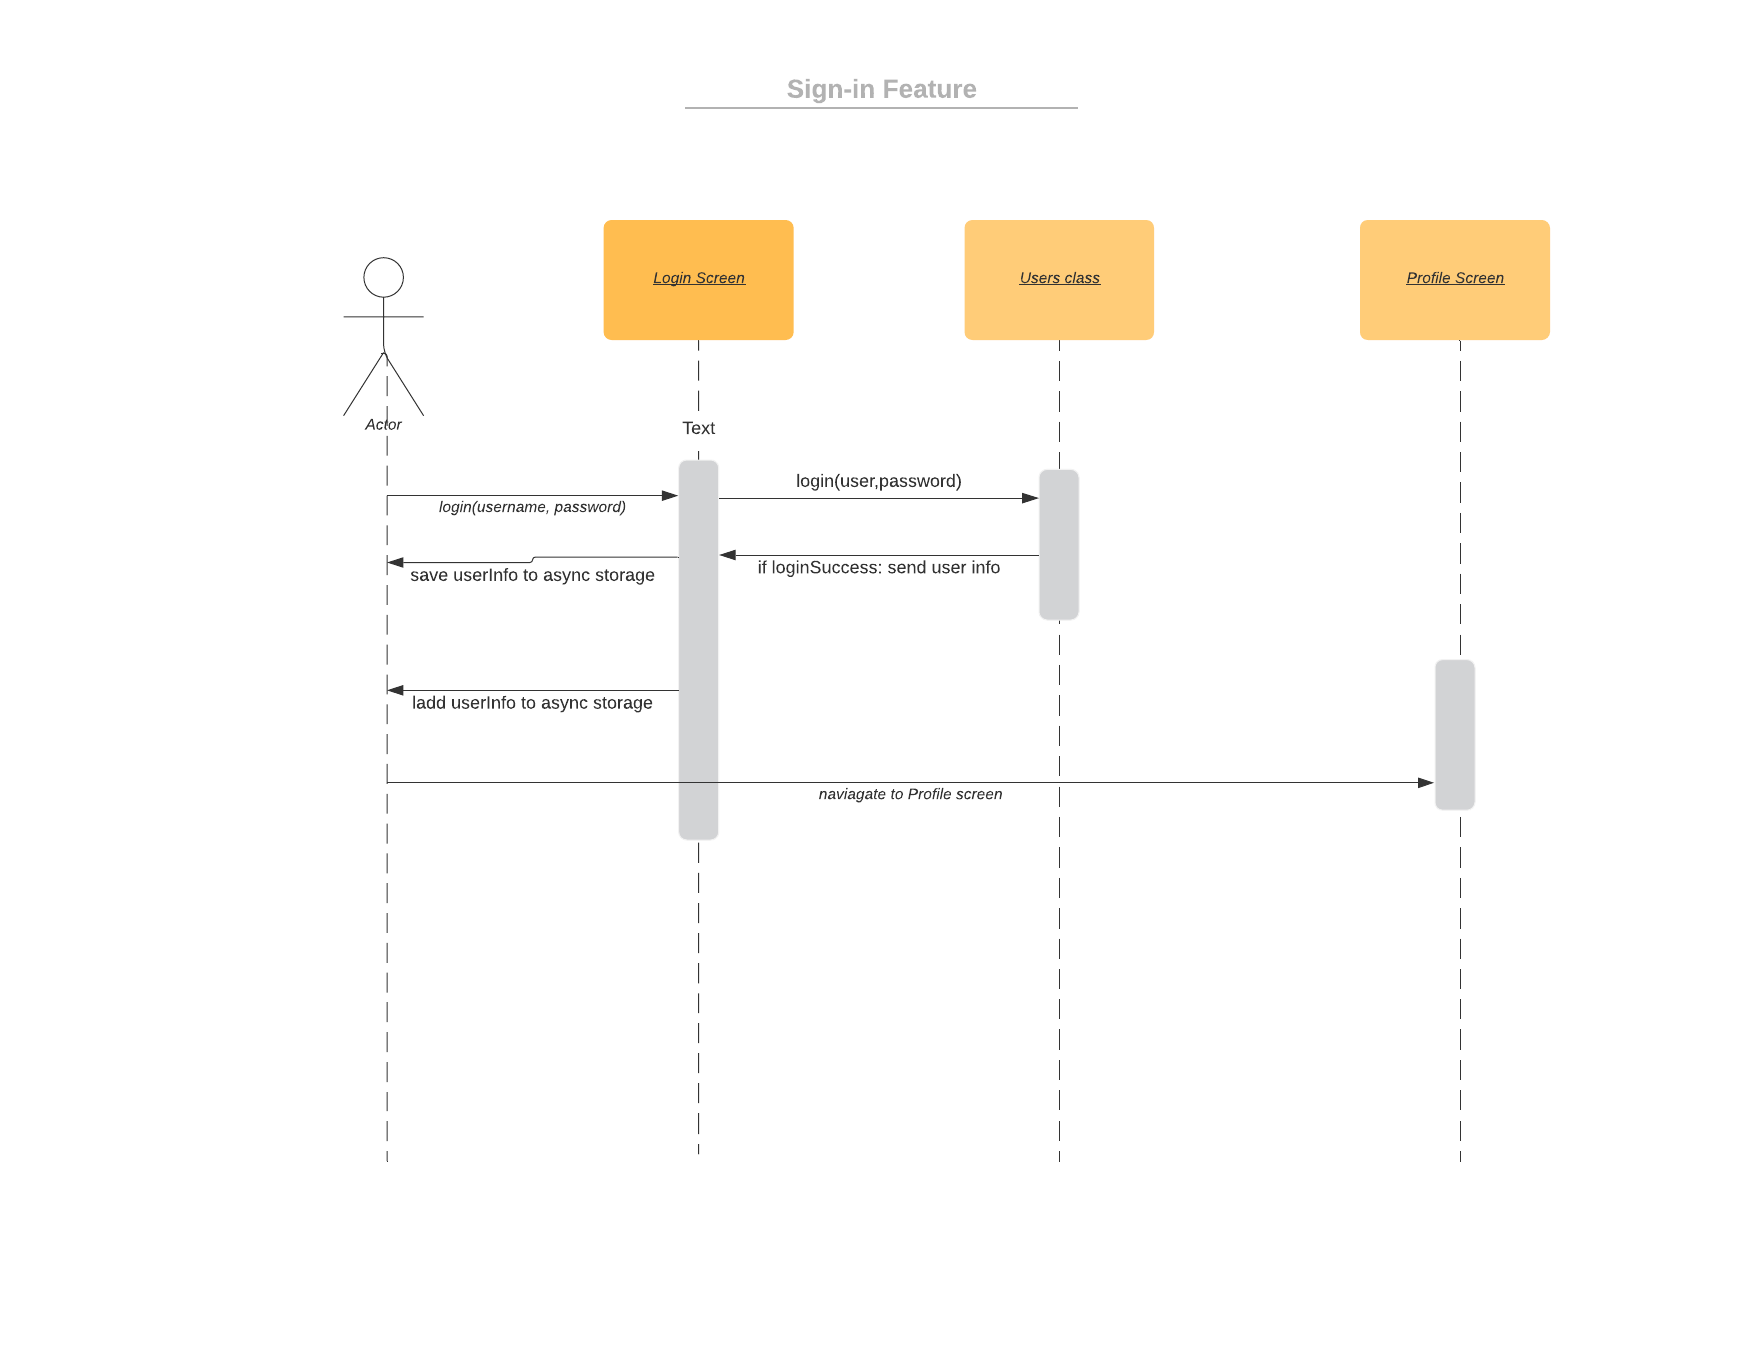 Sign-in Feature
Login Screen
Users class
Profile Screen
Actor
Text
login(user,password)
login(username, password)
if loginSuccess: send user info
save userInfo to async storage
ladd userInfo to async storage
naviagate to Profile screen